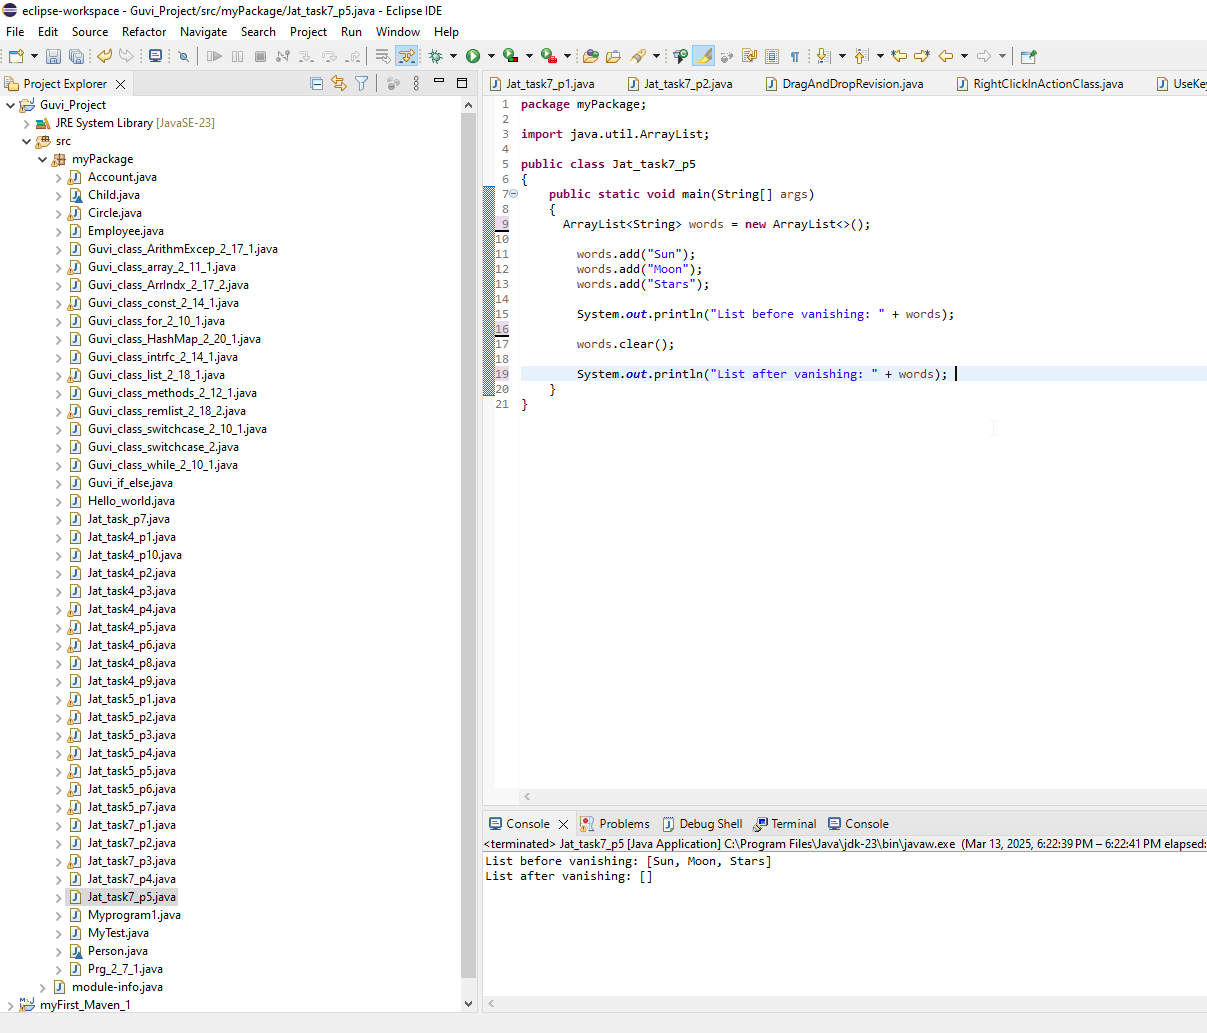 eclipse-workspace - Guvi_Project/src/myPackage/Jat_task7_p5.java - Eclipse IDE
File Edit Source Refactor Navigate Search Project Run Window Help
Project Explorer
Guvi_Project
JRE System Library [JavaSE-23]
src
myPackage
Account.java
Child.java
Circle.java
Employee.java
Guvi_class_ArithmExcep_2_17_1.java
Guvi_class_array_2_11_1.java
Guvi_class_ArrIndx_2_17_2.java
Guvi_class_const_2_14_1.java
Guvi_class_for_2_10_1.java
Guvi_class_HashMap_2_20_1.java
Guvi_class_intrfc_2_14_1.java
Guvi_class_list_2_18_1.java
Guvi_class_methods_2_12_1.java
Guvi_class_remlist_2_18_2.java
Guvi_class_switchcase_2_10_1.java
Guvi_class_switchcase_2.java
Guvi_class_while_2_10_1.java
Guvi_if_else.java
Hello_world.java
Jat_task_p7.java
Jat_task4_p1.java
Jat_task4_p10.java
Jat_task4_p2.java
Jat_task4_p3.java
Jat_task4_p4.java
Jat_task4_p5.java
Jat_task4_p6.java
Jat_task4_p8.java
Jat_task4_p9.java
Jat_task5_p1.java
Jat_task5_p2.java
Jat_task5_p3.java
Jat_task5_p4.java
Jat_task5_p5.java
Jat_task5_p6.java
Jat_task5_p7.java
Jat_task7_p1.java
Jat_task7_p2.java
Jat_task7_p3.java
Jat_task7_p4.java
Jat_task7_p5.java
Myprogram1.java
MyTest.java
Person.java
Prg_2_7_1.java
module-info.java
myFirst_Maven_1
Jat_task7_p1.java Jat_task7_p2.java DragAndDropRevision.java RightClickInActionClass.java UseKey
1 package myPackage;
2
3 import java.util.ArrayList;
4
5 public class Jat_task7_p5
6 {
7 public static void main(String[] args)
8 {
9 ArrayList<String> words = new ArrayList<>();
10
11 words.add("Sun");
12 words.add("Moon");
13 words.add("Stars");
14
15 System.out.println("List before vanishing: " + words);
16
17 words.clear();
18
19 System.out.println("List after vanishing: " + words);
20 }
21 }
Console Problems Debug Shell Terminal Console
<terminated> Jat_task7_p5 [Java Application] C:\Program Files\Java\jdk-23\bin\javaw.exe (Mar 13, 2025, 6:22:39 PM – 6:22:41 PM elapsed:
List before vanishing: [Sun, Moon, Stars]
List after vanishing: []